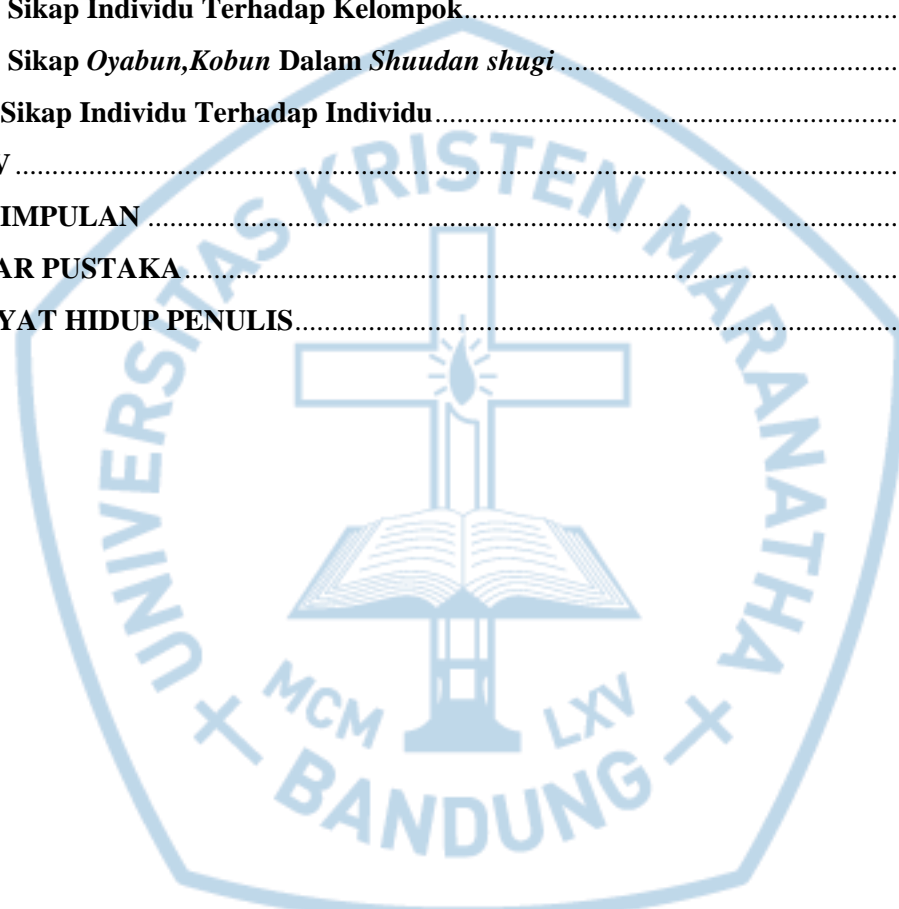 Sikap Individu Terhadap Kelompok
Sikap Oyabun,Kobun Dalam Shuudan shugi
Sikap Individu Terhadap Individu
V
IMPULAN
AR PUSTAKA
YAT HIDUP PENULIS
UNIVERSITAS KRISTEN MARANATHA
MCM LXV
BANDUNG